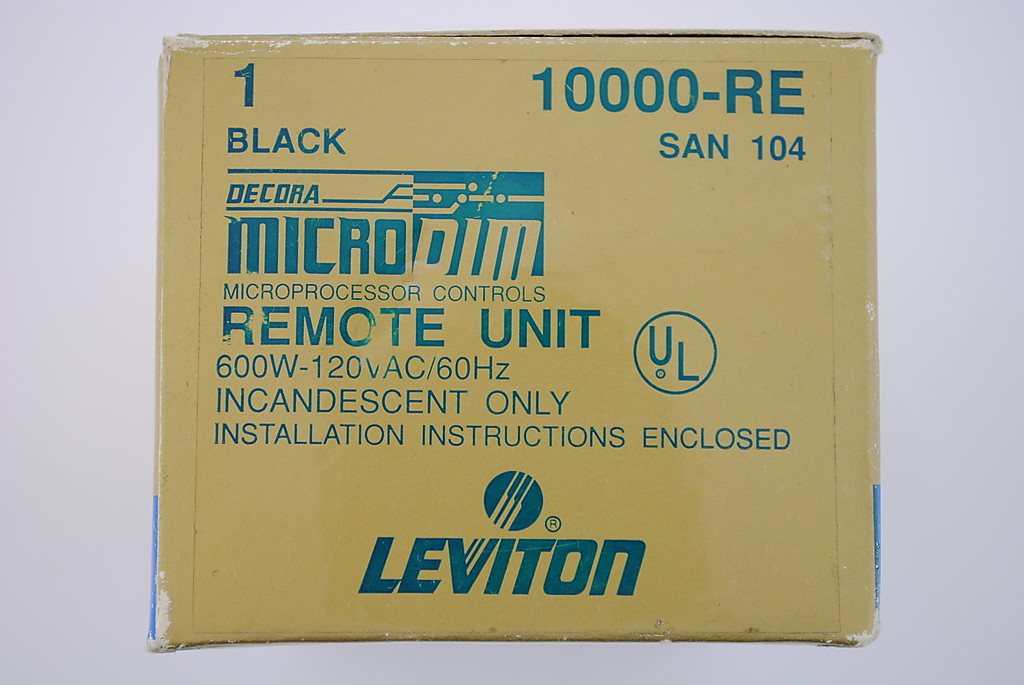 1 10000-RE
BLACK SAN 104
DECORA
MICRODIM
MICROPROCESSOR CONTROLS
REMOTE UNIT
600W-120VAC/60Hz
UL®
INCANDESCENT ONLY
INSTALLATION INSTRUCTIONS ENCLOSED
®
LEVITON